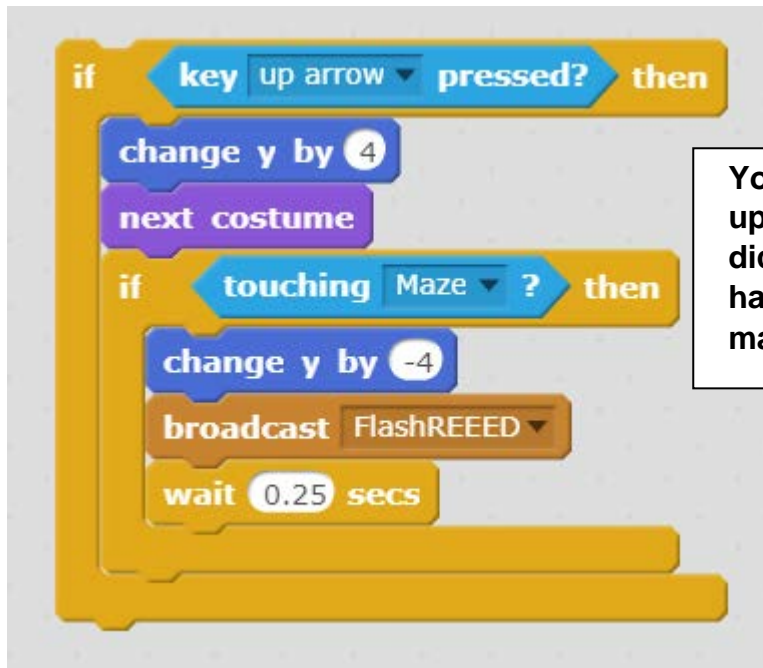 if key up arrow pressed? then
change y by 4
next costume
if touching Maze ? then
change y by -4
broadcast FlashREEED
wait 0.25 secs
up